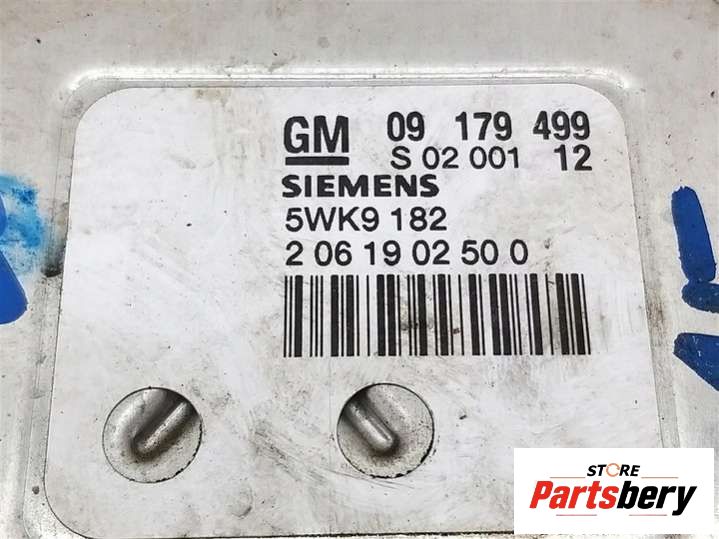 GM 09 179 499
S 02 001 12
SIEMENS
5WK9 182
2 06 19 02 50 0
STORE
Partsbery